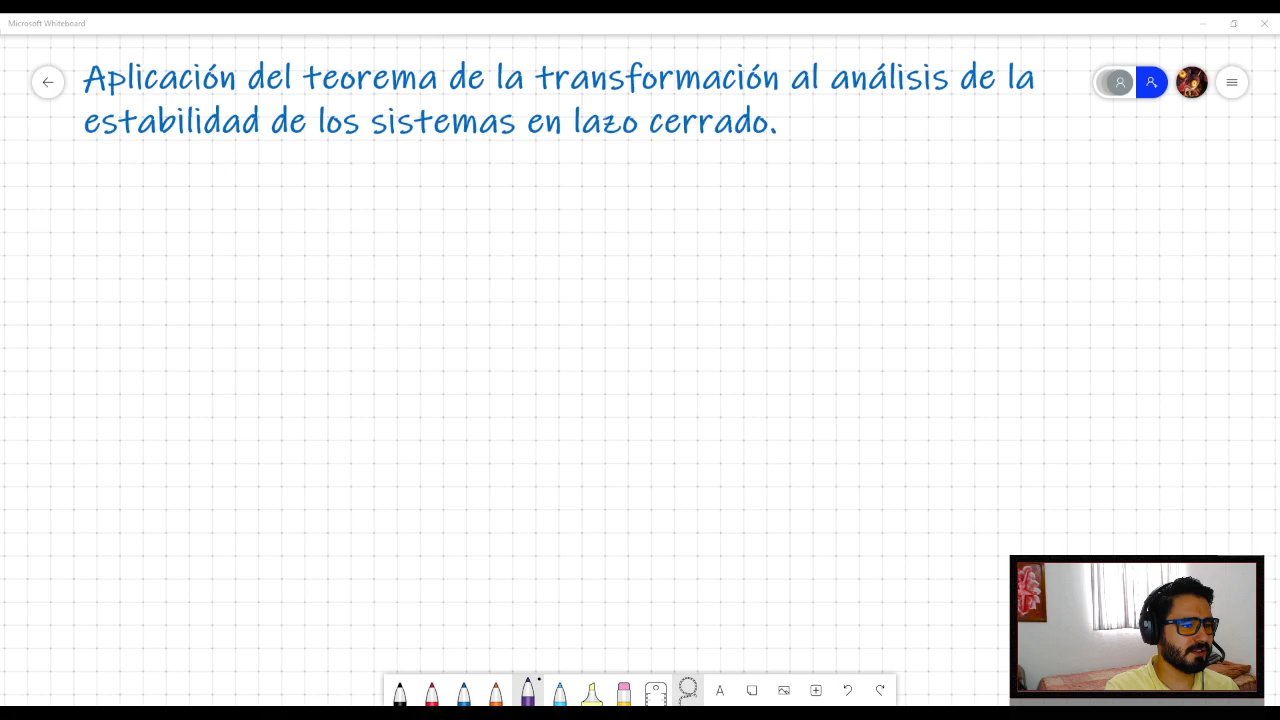 Microsoft Whiteboard
Aplicación del teorema de la transformación al análisis de la
estabilidad de los sistemas en lazo cerrado.
A